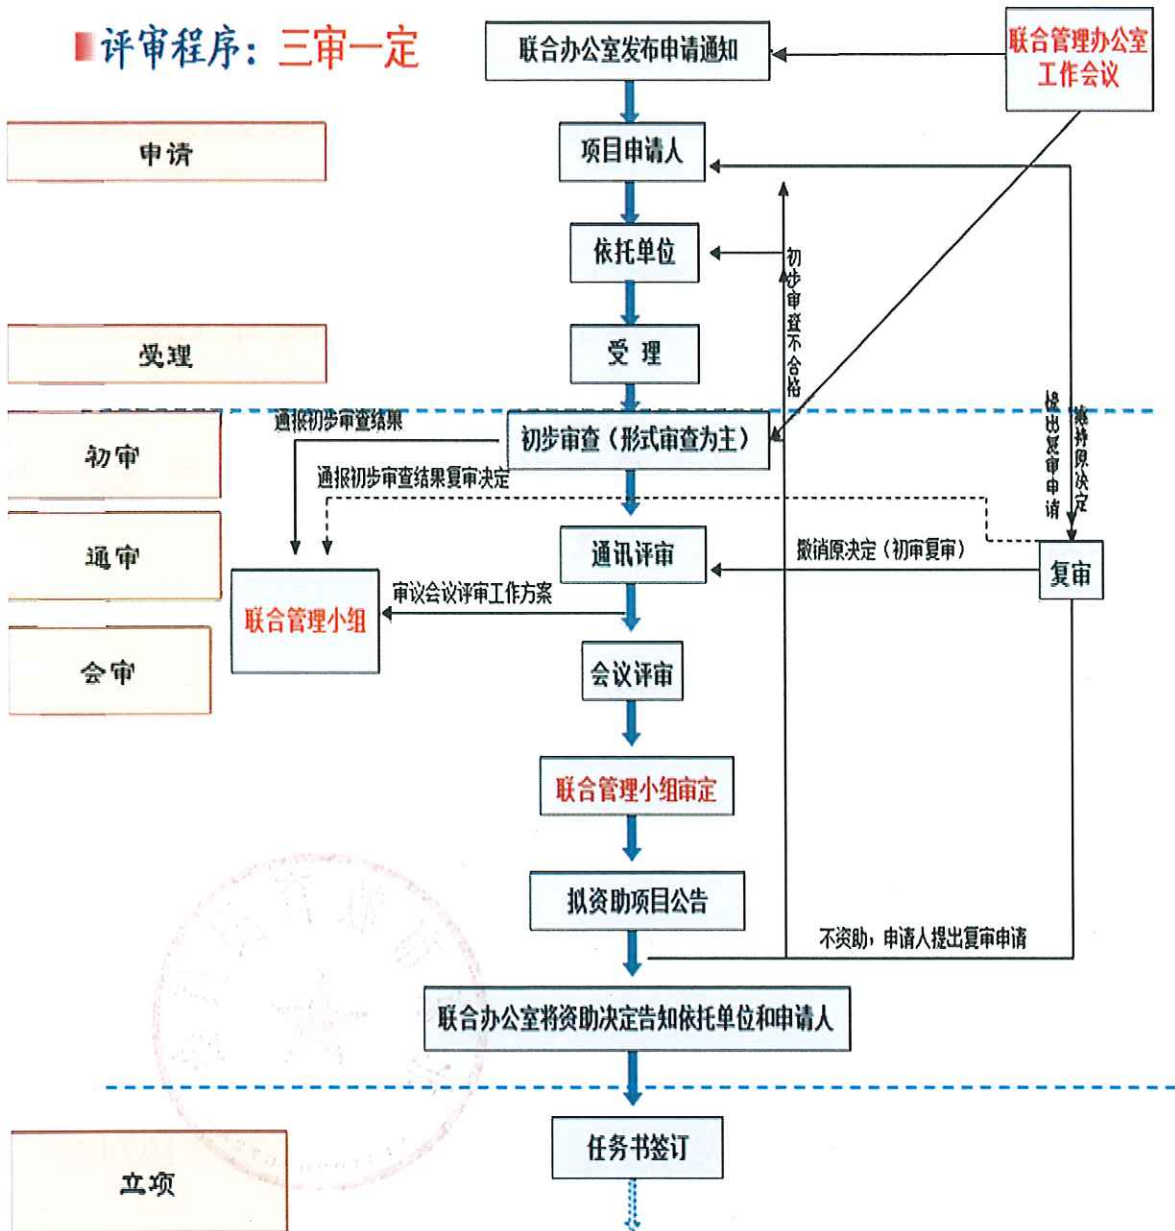 评审程序：三审一定
联合办公室发布申请通知
联合管理办公室
工作会议
申请
项目申请人
依托单位
初步审查不合格
受理
受 理
提出复审申请
维持原决定
通报初步审查结果
初步审查（形式审查为主）
初审
通报初步审查结果复审决定
通审
通讯评审
撤销原决定（初审复审）
复审
联合管理小组
审议会议评审工作方案
会审
会议评审
联合管理小组审定
拟资助项目公告
不资助，申请人提出复审申请
联合办公室将资助决定告知依托单位和申请人
任务书签订
立项